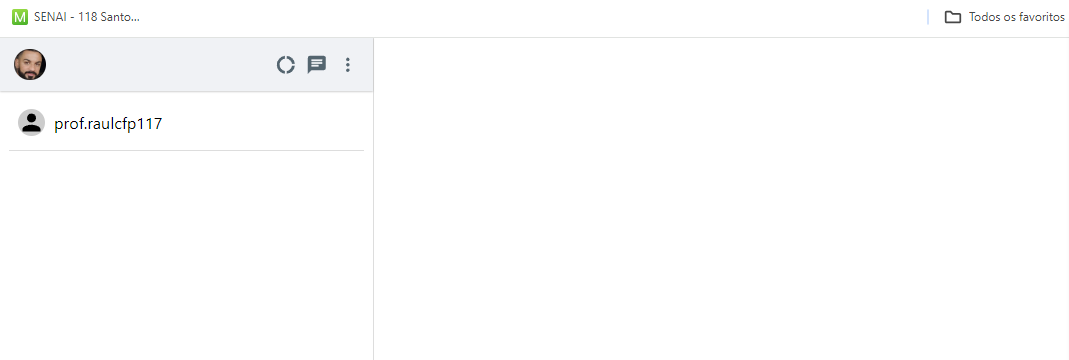 M SENAI - 118 Santo...
Todos os favoritos
prof.raulcfp117